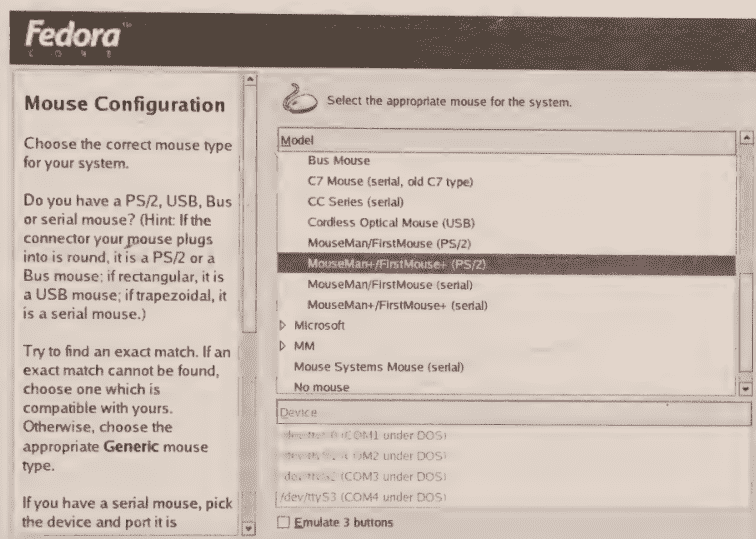 Fedora™
CORE
Mouse Configuration
Choose the correct mouse type
for your system.
Do you have a PS/2, USB, Bus
or serial mouse? (Hint: If the
connector your mouse plugs
into is round, it is a PS/2 or a
Bus mouse; if rectangular, it is
a USB mouse; if trapezoidal, it
is a serial mouse.)
Try to find an exact match. If an
exact match cannot be found,
choose one which is
compatible with yours.
Otherwise, choose the
appropriate Generic mouse
type.
If you have a serial mouse, pick
the device and port it is
Select the appropriate mouse for the system.
Model
Bus Mouse
C7 Mouse (serial, old C7 type)
CC Series (serial)
Cordless Optical Mouse (USB)
MouseMan/FirstMouse (PS/2)
MouseMan+/FirstMouse+ (PS/2)
MouseMan/FirstMouse (serial)
MouseMan+/FirstMouse+ (serial)
Microsoft
MM
Mouse Systems Mouse (serial)
No mouse
Device
(COM1 under DOS)
under DOS)
(COM3 under DOS)
/dev/ttyS3 (COM4 under DOS)
Emulate 3 buttons